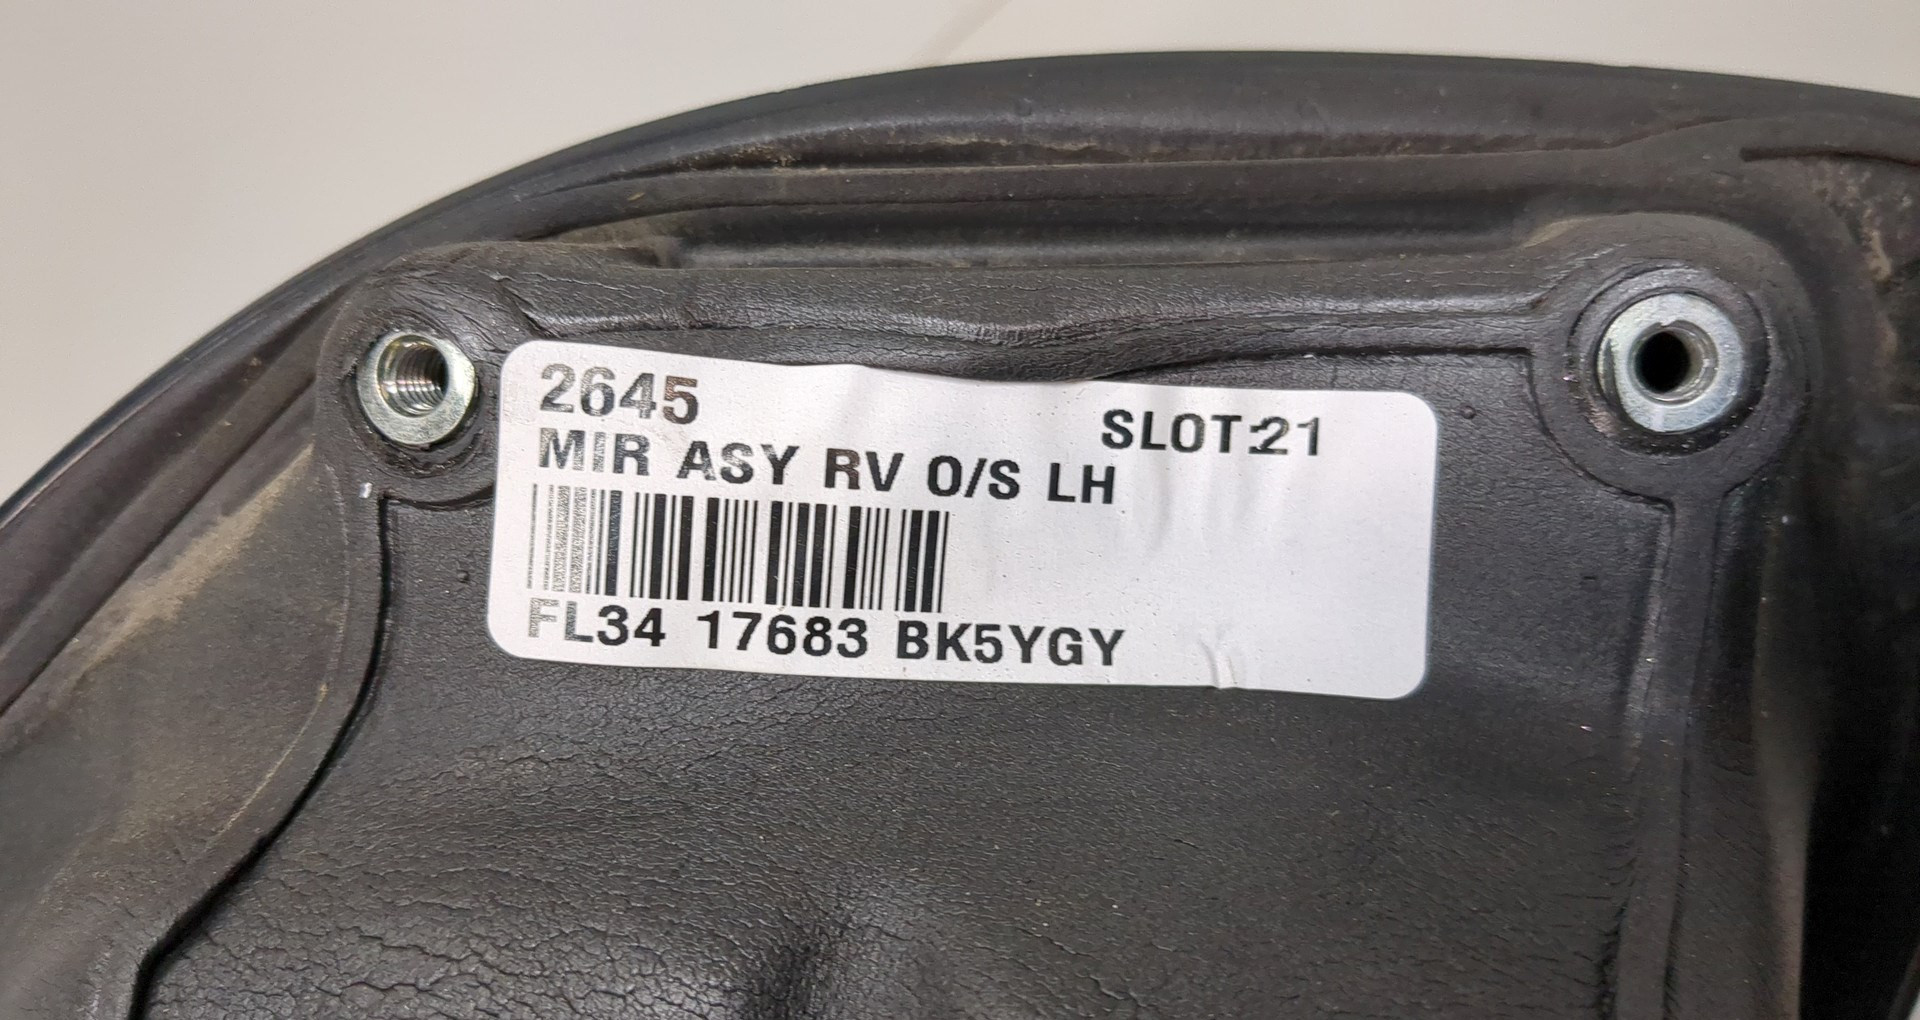 2645
SLOT:21
MIR ASY RV O/S LH
FL34 17683 BK5YGY